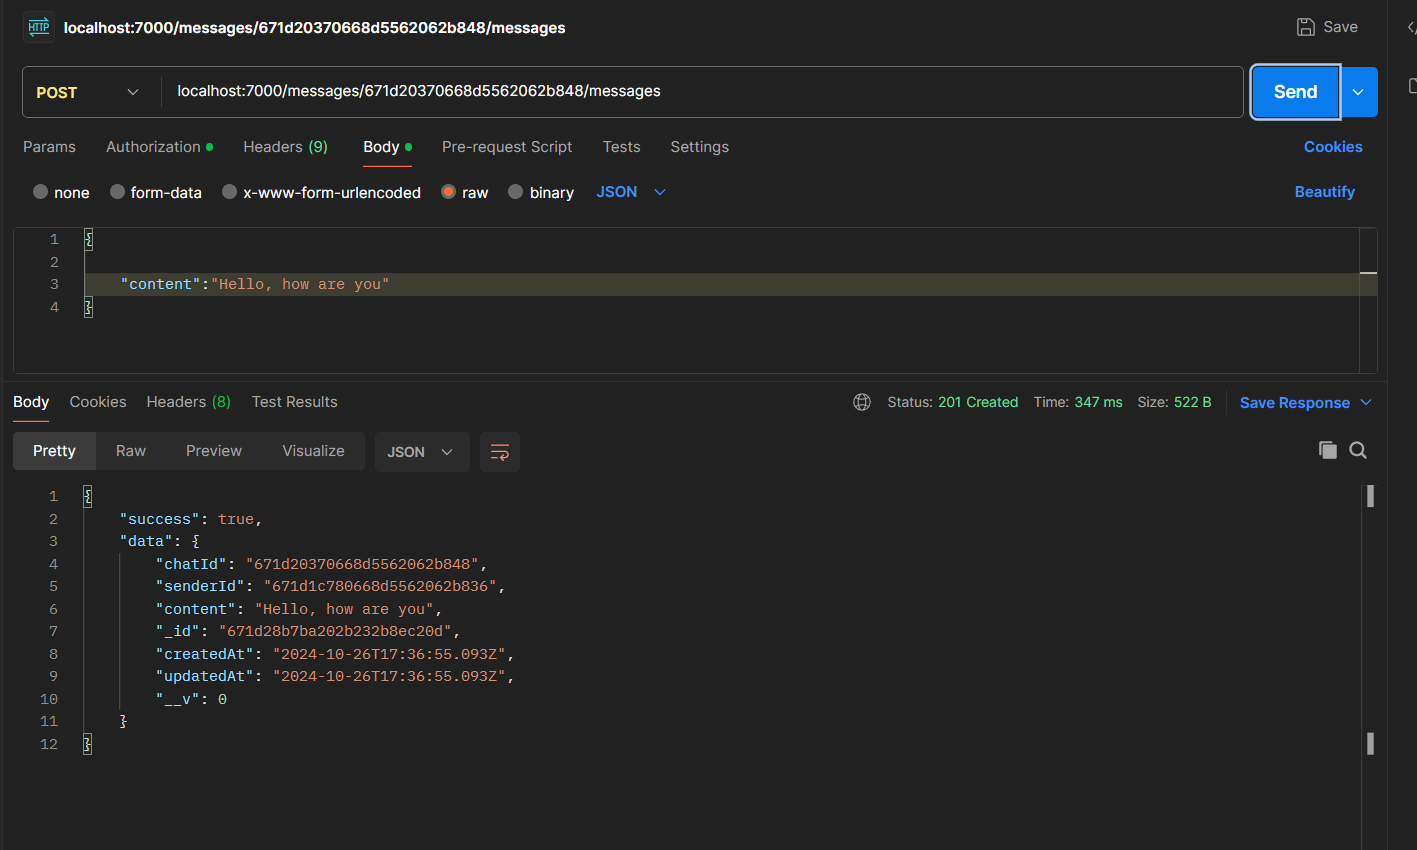 HTTP localhost:7000/messages/671d20370668d5562062b848/messages Save
POST localhost:7000/messages/671d20370668d5562062b848/messages Send
Params Authorization Headers (9) Body Pre-request Script Tests Settings Cookies
none form-data x-www-form-urlencoded raw binary JSON Beautify
1 {
2
3 "content":"Hello, how are you"
4 }
Body Cookies Headers (8) Test Results Status: 201 Created Time: 347 ms Size: 522 B Save Response
Pretty Raw Preview Visualize JSON
1 {
2 "success": true,
3 "data": {
4 "chatId": "671d20370668d5562062b848",
5 "senderId": "671d1c780668d5562062b836",
6 "content": "Hello, how are you",
7 "_id": "671d28b7ba202b232b8ec20d",
8 "createdAt": "2024-10-26T17:36:55.093Z",
9 "updatedAt": "2024-10-26T17:36:55.093Z",
10 "__v": 0
11 }
12 }